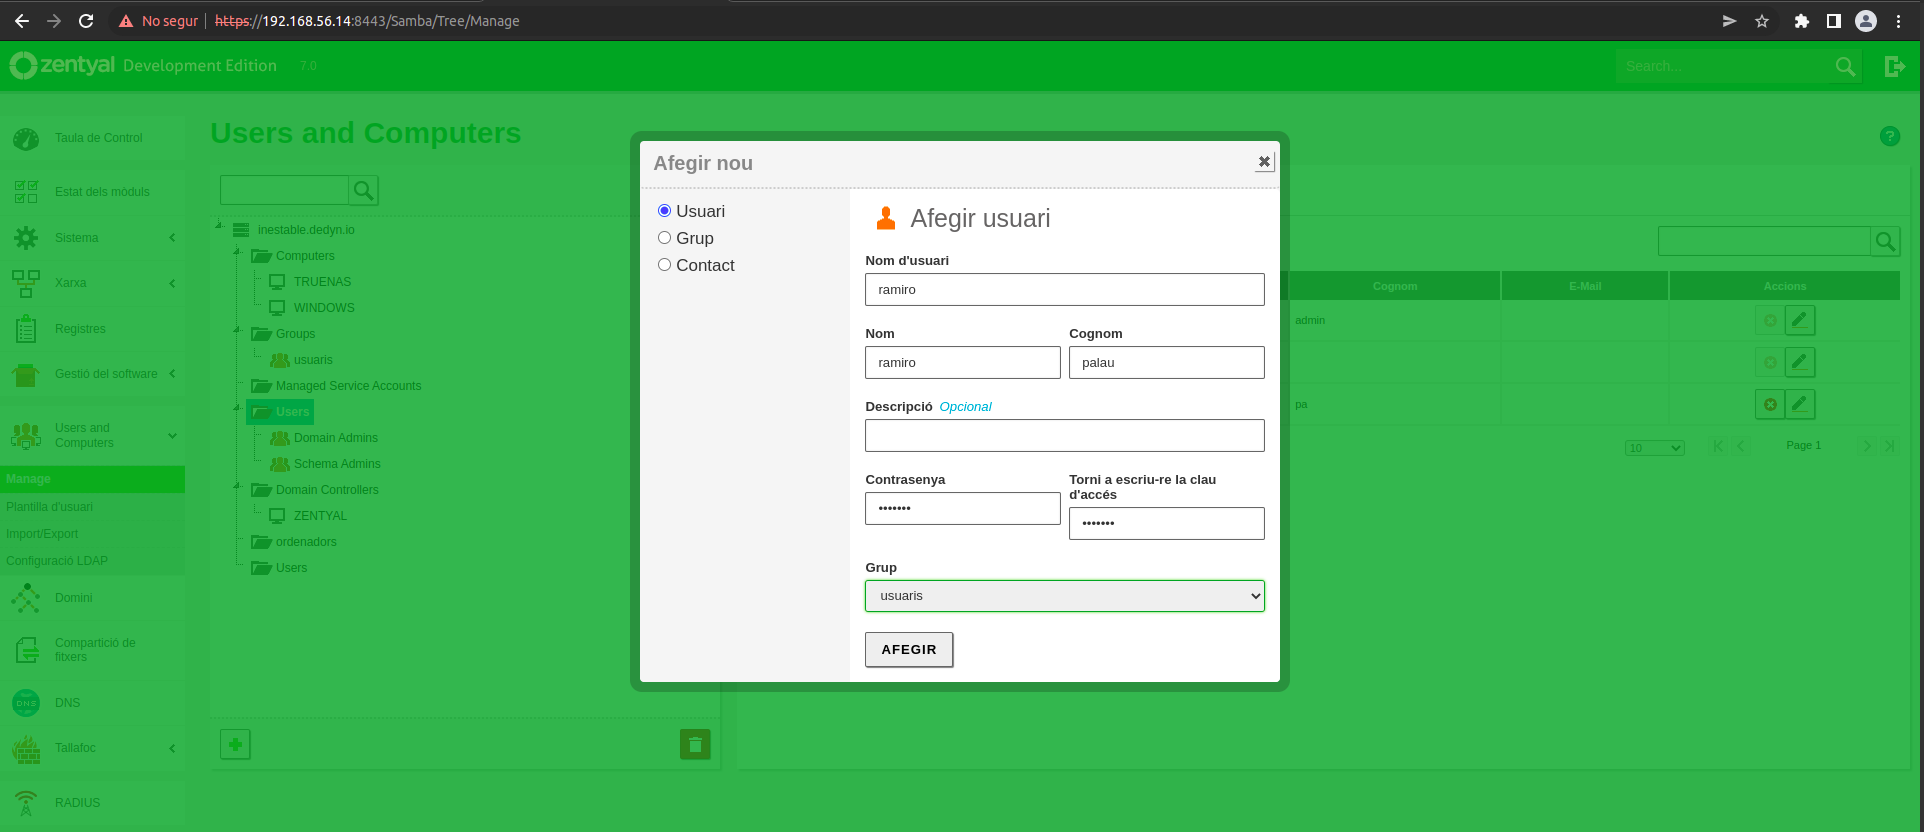 No segur https://192.168.56.14:8443/Samba/Tree/Manage
zentyal Development Edition 7.0
Search...
Taula de Control
Estat dels mòduls
Sistema
Xarxa
Registres
Gestió del software
Users and
Computers
Manage
Plantilla d'usuari
Import/Export
Configuració LDAP
Domini
Compartició de
fitxers
DNS
DNS
Tallafoc
RADIUS
Users and Computers
?
inestable.dedyn.io
Computers
TRUENAS
WINDOWS
Groups
usuaris
Managed Service Accounts
Users
Domain Admins
Schema Admins
Domain Controllers
ZENTYAL
ordenadors
Users
Afegir nou
Usuari
Grup
Contact
Afegir usuari
Nom d'usuari
ramiro
Nom
Cognom
ramiro
palau
Descripció Opcional
Contrasenya
Torni a escriu-re la clau
d'accés
•••••••
•••••••
Grup
usuaris
AFEGIR
Cognom E-Mail Accions
admin
pa
10 Page 1